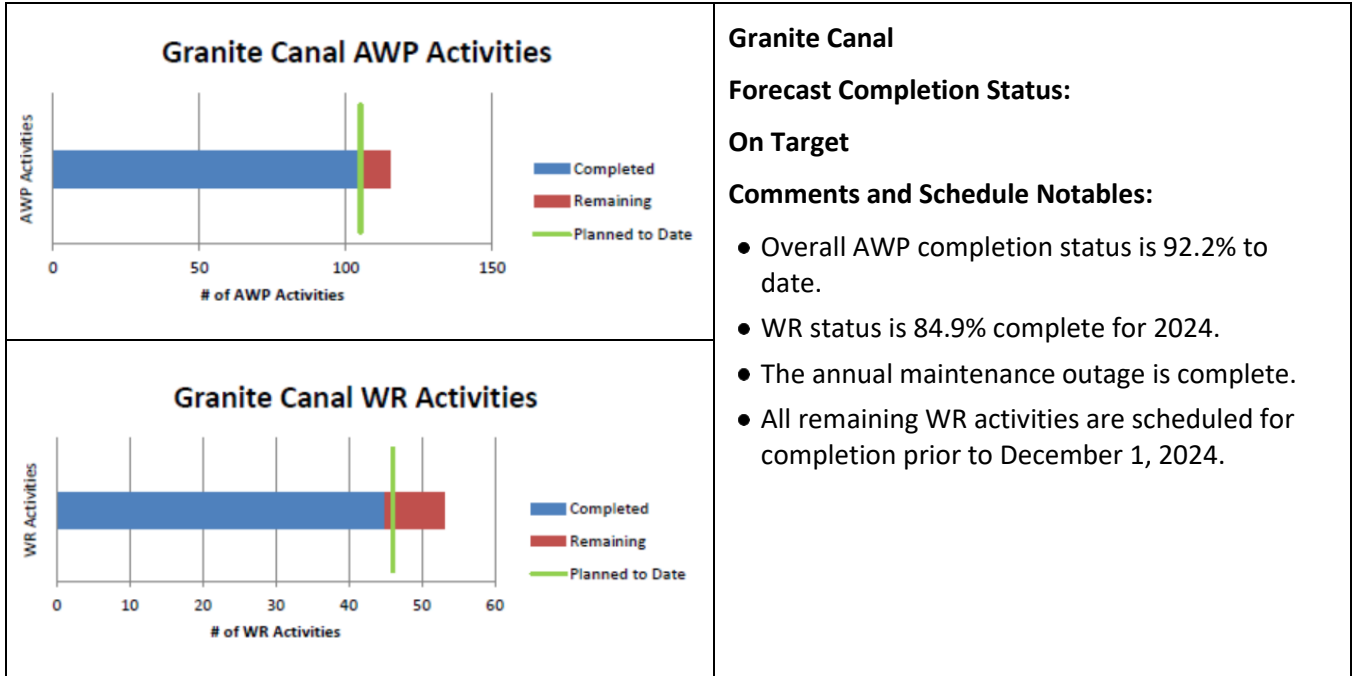 Granite Canal AWP Activities
AWP Activities
Completed
Remaining
Planned to Date
0 50 100 150
# of AWP Activities
Granite Canal WR Activities
WR Activities
Completed
Remaining
Planned to Date
0 10 20 30 40 50 60
# of WR Activities
Granite Canal
Forecast Completion Status:
On Target
Comments and Schedule Notables:
• Overall AWP completion status is 92.2% to
date.
• WR status is 84.9% complete for 2024.
• The annual maintenance outage is complete.
• All remaining WR activities are scheduled for
completion prior to December 1, 2024.